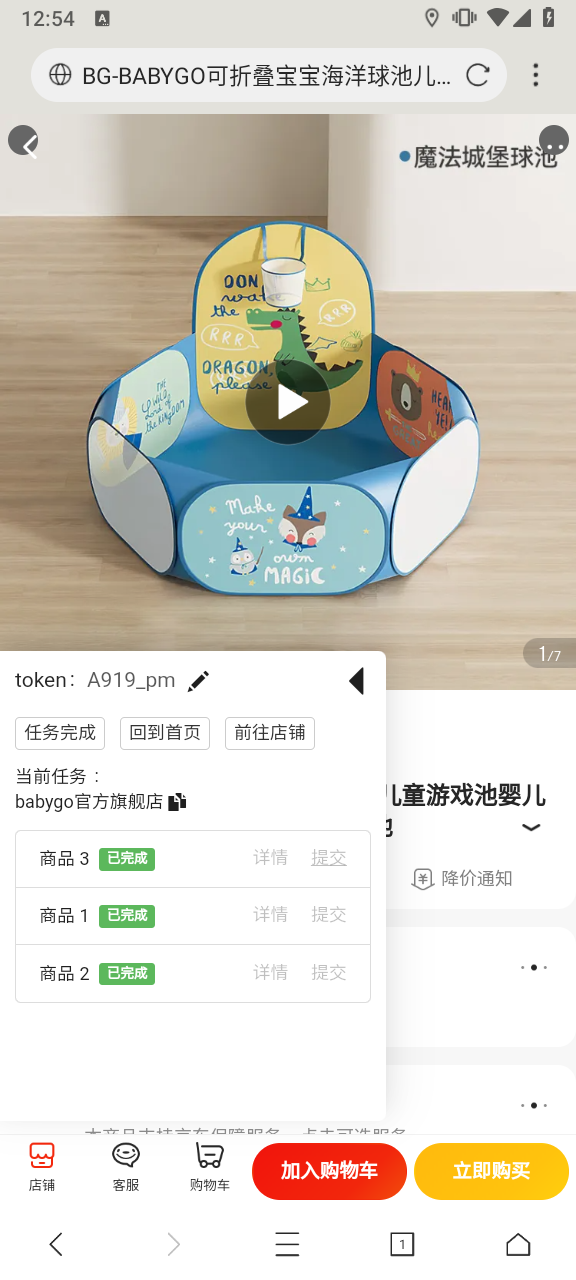 12:54
BG-BABYGO可折叠宝宝海洋球池儿...
魔法城堡球池
DON
wake
the
RRR
RRR
DRAGON,
please
THE
WILD
Lord of
the KINGDOM
HEAR
YELL
Make
your
own
MAGIC
1/7
token: A919_pm
任务完成 回到首页 前往店铺
当前任务：
babygo官方旗舰店
儿童游戏池婴儿
商品 3 已完成 详情 提交
降价通知
商品 1 已完成 详情 提交
商品 2 已完成 详情 提交
店铺 客服 购物车 加入购物车 立即购买
1